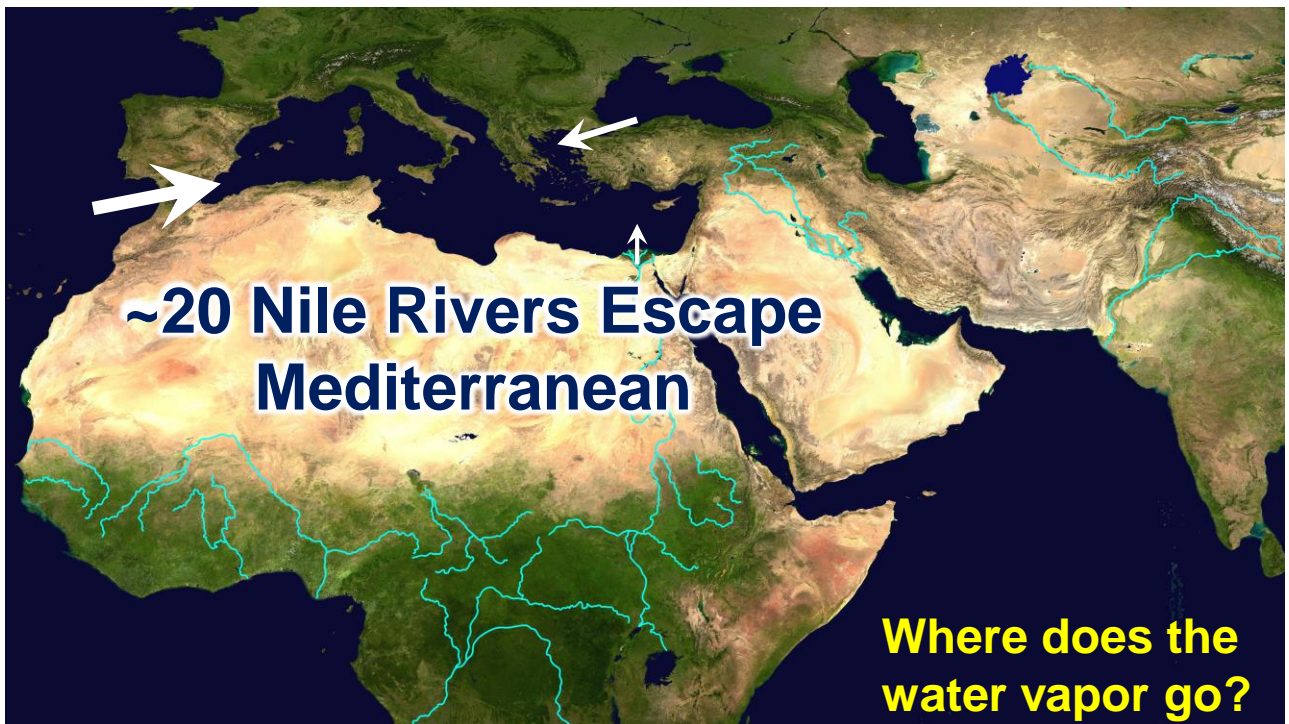 ~20 Nile Rivers Escape
Mediterranean
Where does the
water vapor go?